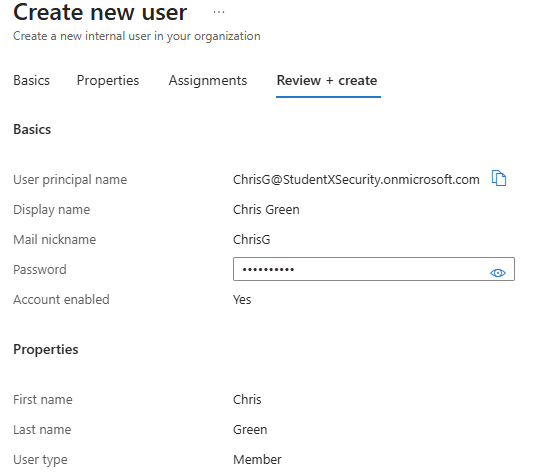 Create new user ...
Create a new internal user in your organization
Basics Properties Assignments Review + create
Basics
User principal name ChrisG@StudentXSecurity.onmicrosoft.com
Display name Chris Green
Mail nickname ChrisG
Password ••••••••••
Account enabled Yes
Properties
First name Chris
Last name Green
User type Member